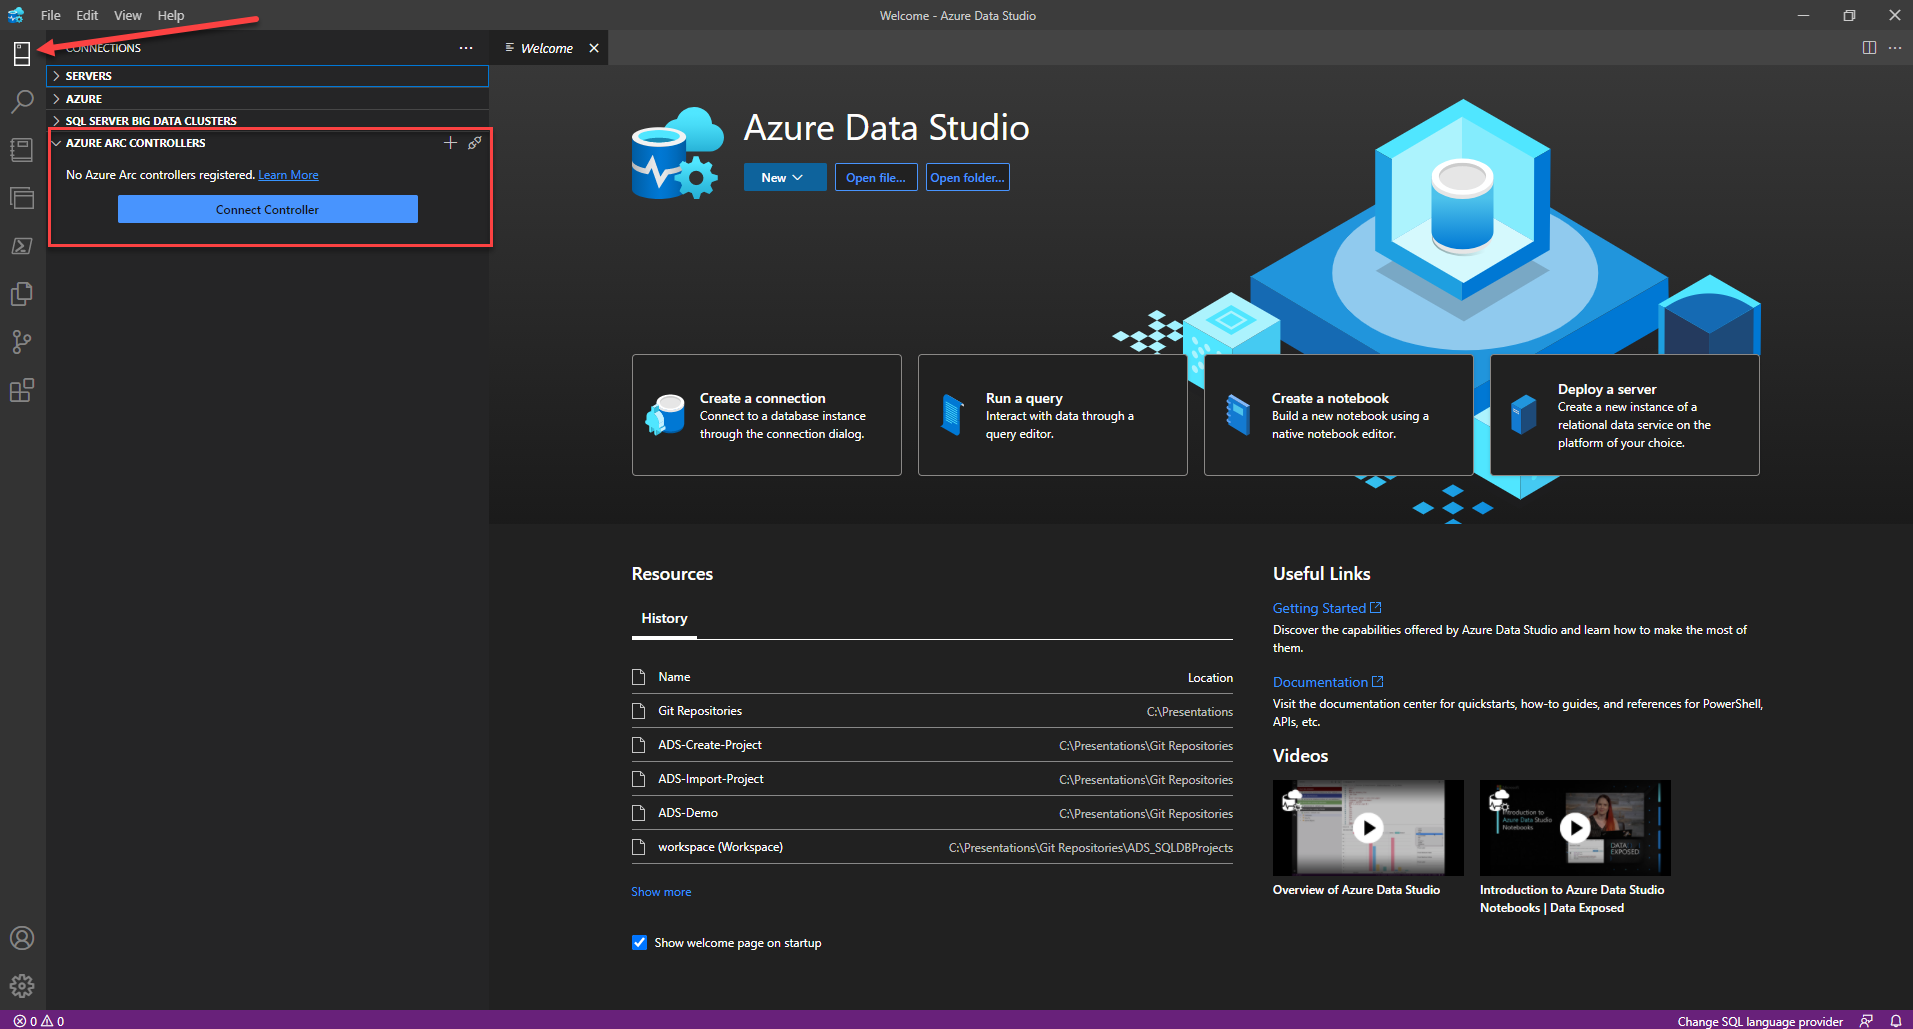 File Edit View Help
Welcome - Azure Data Studio
CONNECTIONS
SERVERS
AZURE
SQL SERVER BIG DATA CLUSTERS
AZURE ARC CONTROLLERS
No Azure Arc controllers registered. Learn More
Connect Controller
Welcome
Azure Data Studio
New
Open file...
Open folder...
Create a connection
Connect to a database instance
through the connection dialog.
Run a query
Interact with data through a
query editor.
Create a notebook
Build a new notebook using a
native notebook editor.
Deploy a server
Create a new instance of a
relational data service on the
platform of your choice.
Resources
History
Name Location
Git Repositories C:\Presentations
ADS-Create-Project C:\Presentations\Git Repositories
ADS-Import-Project C:\Presentations\Git Repositories
ADS-Demo C:\Presentations\Git Repositories
workspace (Workspace) C:\Presentations\Git Repositories\ADS_SQLDBProjects
Show more
Show welcome page on startup
Useful Links
Getting Started
Discover the capabilities offered by Azure Data Studio and learn how to make the most of
them.
Documentation
Visit the documentation center for quickstarts, how-to guides, and references for PowerShell,
APIs, etc.
Videos
Introduction to
Azure Data Studio
Notebooks
DATA
EXPOSED
Overview of Azure Data Studio
Introduction to Azure Data Studio
Notebooks | Data Exposed
0 0
Change SQL language provider